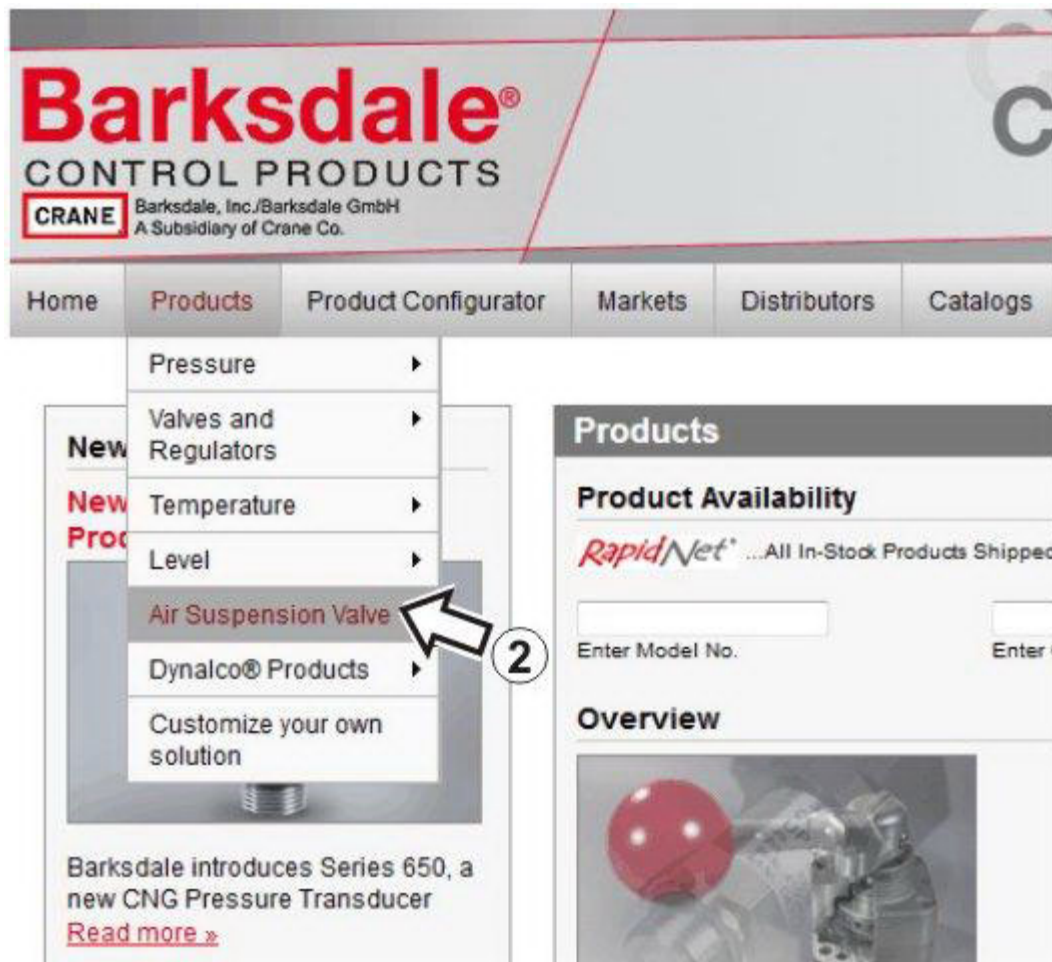 Barksdale®
CONTROL PRODUCTS
CRANE
Barksdale, Inc./Barksdale GmbH
A Subsidiary of Crane Co.
C
Home
Products
Product Configurator
Markets
Distributors
Catalogs
Pressure
Valves and
Regulators
Temperature
Level
Air Suspension Valve
2
Dynalco® Products
Customize your own
solution
New
New
Proc
Barksdale introduces Series 650, a
new CNG Pressure Transducer
Read more »
Products
Product Availability
RapidNet ...All In-Stock Products Shipped
Enter Model No.
Enter
Overview